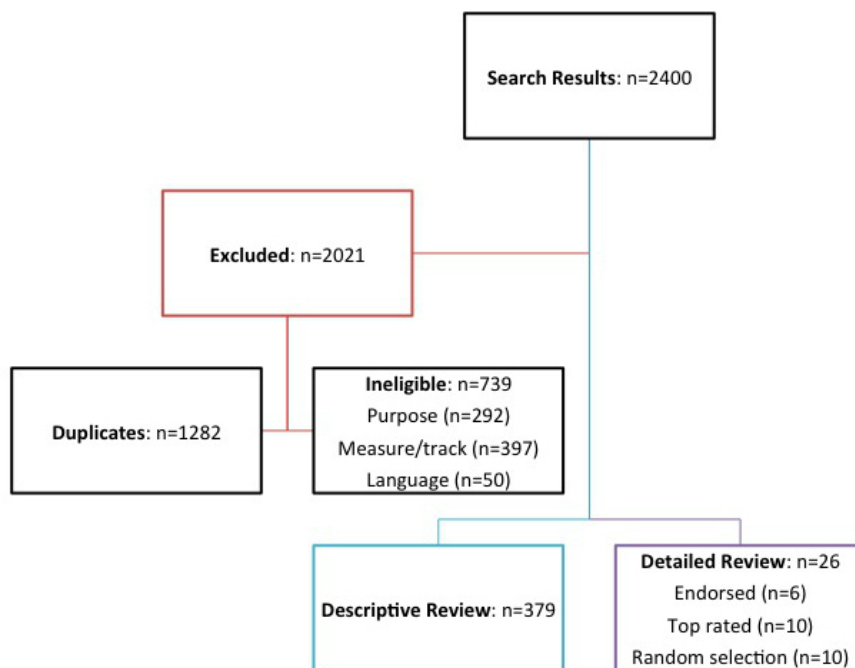 Search Results: n=2400
Excluded: n=2021
Duplicates: n=1282
Ineligible: n=739
Purpose (n=292)
Measure/track (n=397)
Language (n=50)
Descriptive Review: n=379
Detailed Review: n=26
Endorsed (n=6)
Top rated (n=10)
Random selection (n=10)